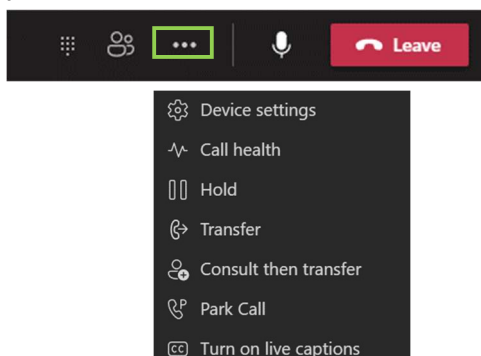 Leave
Device settings
Call health
Hold
Transfer
Consult then transfer
Park Call
Turn on live captions